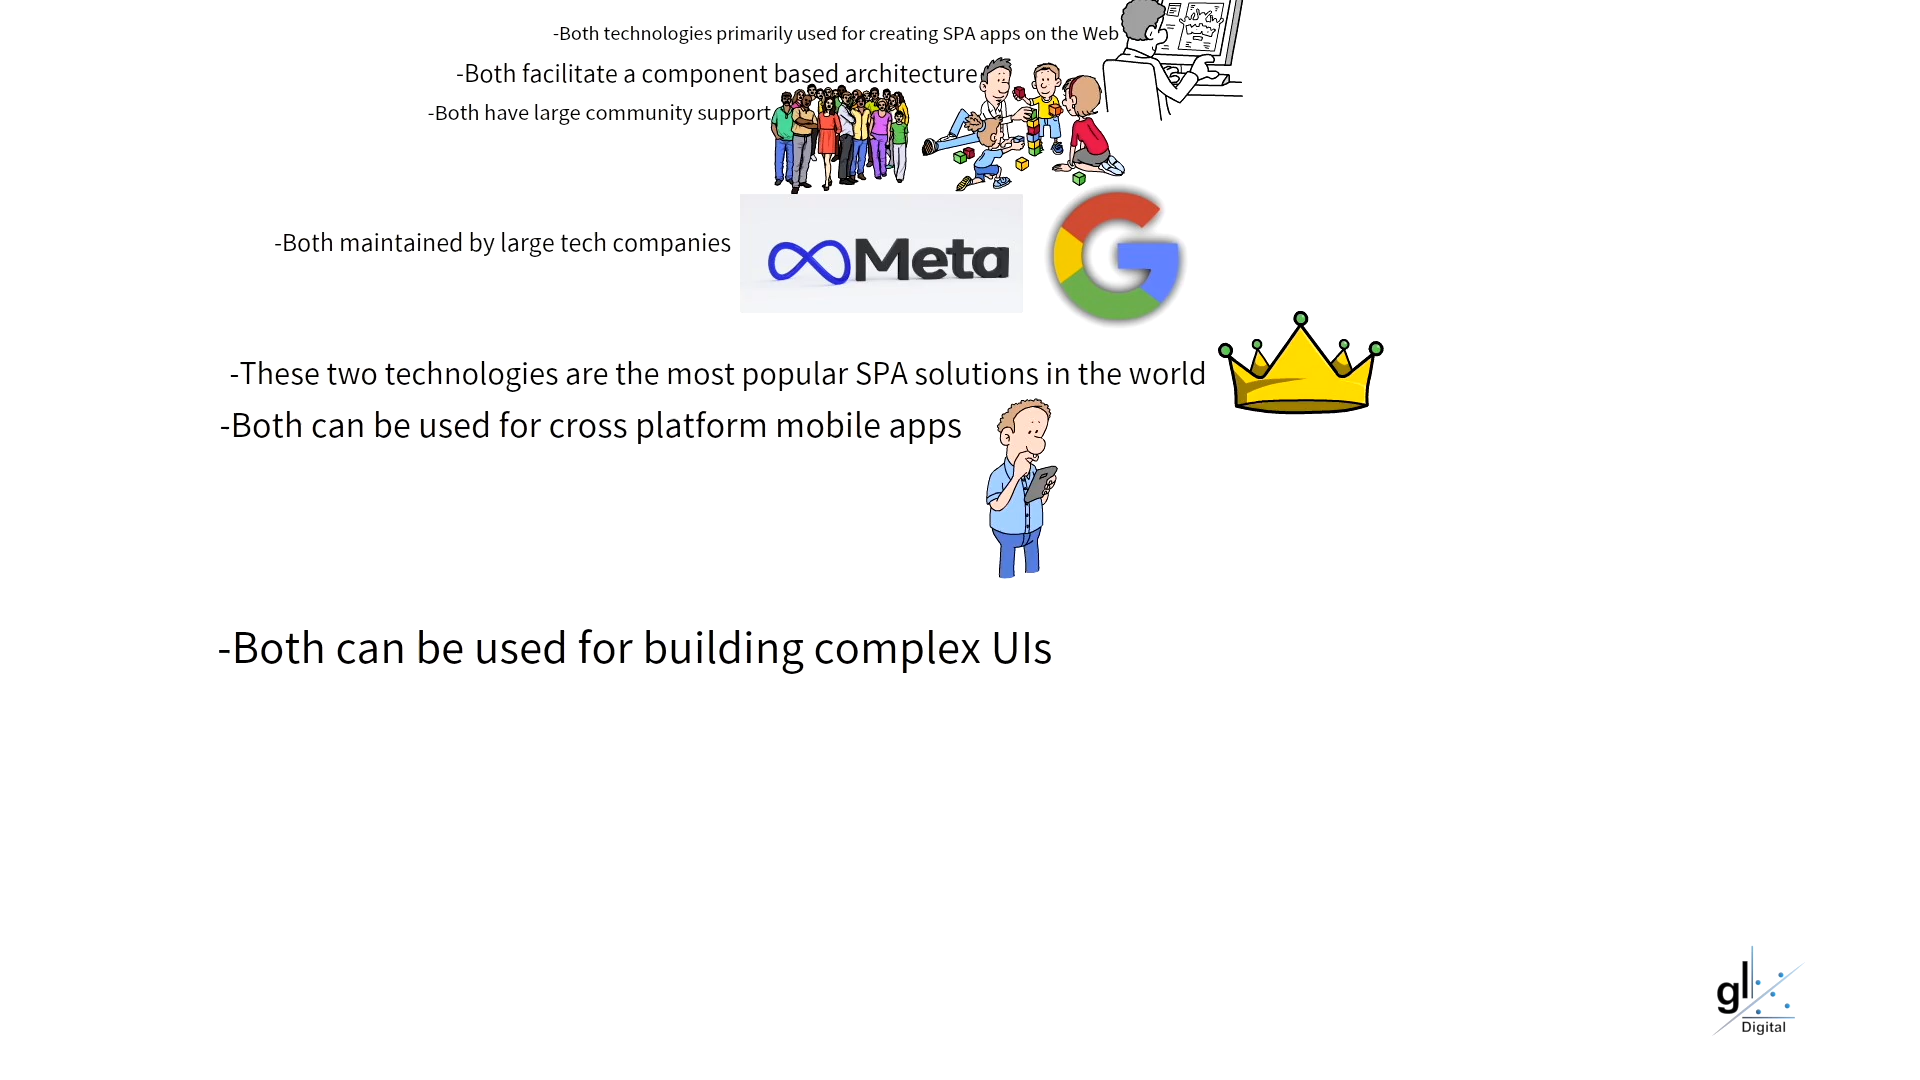 -Both technologies primarily used for creating SPA apps on the Web
-Both facilitate a component based architecture
-Both have large community support
-Both maintained by large tech companies
Meta
G
-These two technologies are the most popular SPA solutions in the world
-Both can be used for cross platform mobile apps
-Both can be used for building complex UIs
gl
Digital